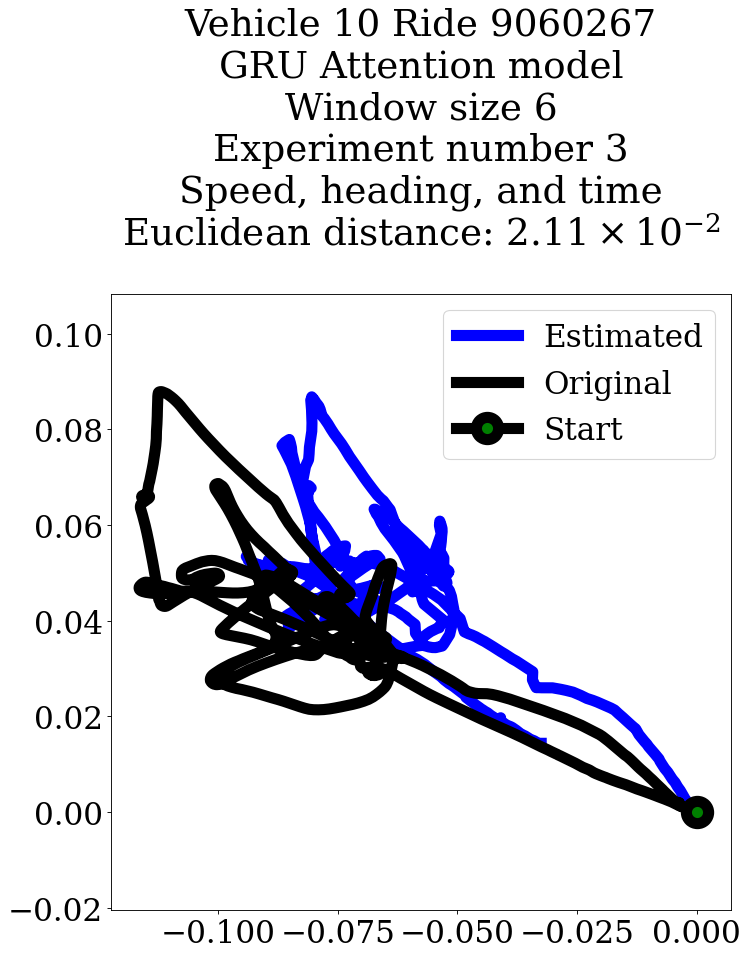 Vehicle 10 Ride 9060267
GRU Attention model
Window size 6
Experiment number 3
Speed, heading, and time
Euclidean distance: 2.11 × 10⁻²
Estimated
Original
Start
0.10
0.08
0.06
0.04
0.02
0.00
−0.02
−0.100 −0.075 −0.050 −0.025 0.000